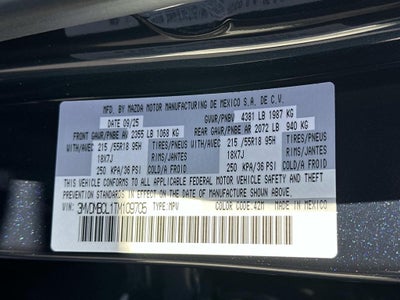 MFD. BY MAZDA MOTOR MANUFACTURING DE MEXICO S.A. DE C.V.
DATE 09/25 GVWR/PNBV 4381 LB 1987 KG
FRONT GAWR/PNBE AV 2355 LB 1068 KG REAR GAWR/PNBE AR 2072 LB 940 KG
WITH/AVEC 215 /55R18 95H TIRES/PNEUS WITH/AVEC 215 /55R18 95H TIRES/PNEUS
18X7J RIMS/JANTES 18X7J RIMS/JANTES
250 KPA/36 PSI COLD/A FROID 250 KPA/36 PSI COLD/A FROID
THIS VEHICLE CONFORMS TO ALL APPLICABLE FEDERAL MOTOR VEHICLE SAFETY
STANDARDS IN EFFECT ON THE DATE OF MANUFACTURE SHOWN ABOVE.
VIN: 3MVDMBCL1TM109705 TYPE:MPV COLOR CODE:42M MADE IN MEXICO